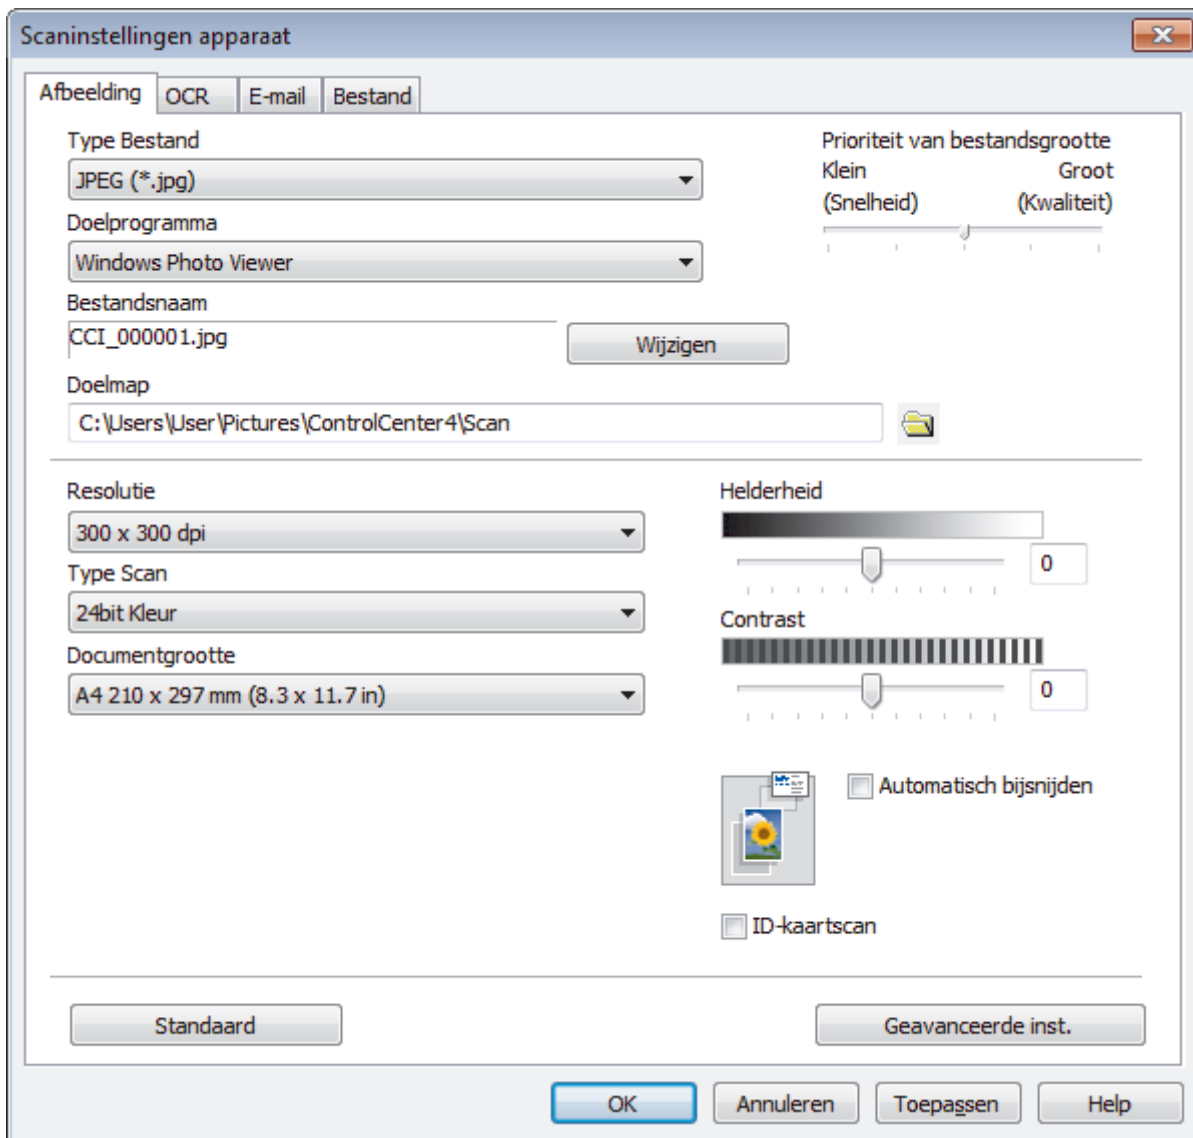 Scaninstellingen apparaat
Afbeelding OCR E-mail Bestand
Type Bestand
JPEG (*.jpg)
Doelprogramma
Windows Photo Viewer
Bestandsnaam
CCI_000001.jpg
Wijzigen
Doelmap
C:\Users\User\Pictures\ControlCenter4\Scan
Prioriteit van bestandsgrootte
Klein Groot
(Snelheid) (Kwaliteit)
Resolutie
300 x 300 dpi
Type Scan
24bit Kleur
Documentgrootte
A4 210 x 297 mm (8.3 x 11.7 in)
Helderheid
0
Contrast
0
Automatisch bijsnijden
ID-kaartscan
Standaard Geavanceerde inst.
OK Annuleren Toepassen Help